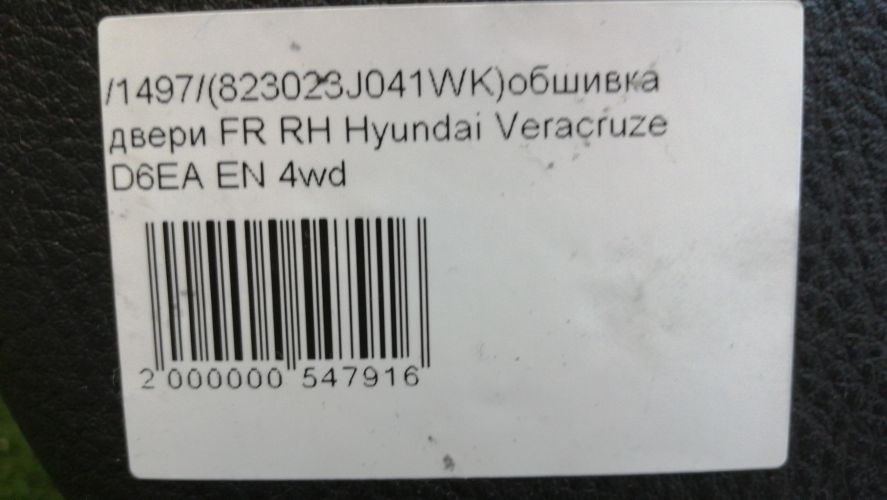 /1497/(823023J041WK)обшивка
двери FR RH Hyundai Veracruze
D6EA EN 4wd
2 000000 547916